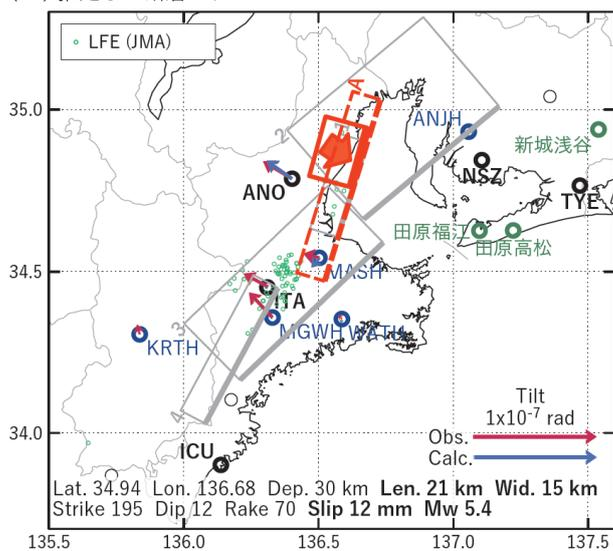 LFE (JMA)
A
35.0
2
ANJH
新城浅谷
NSZ
ANO
TYE
田原福江
田原高松
34.5
MASH
ITA
3
MGWH WATH
KRTH
Tilt
1x10⁻⁷ rad
34.0
4
Obs.
ICU
Calc.
Lat. 34.94 Lon. 136.68 Dep. 30 km Len. 21 km Wid. 15 km
Strike 195 Dip 12 Rake 70 Slip 12 mm Mw 5.4
135.5 136.0 136.5 137.0 137.5